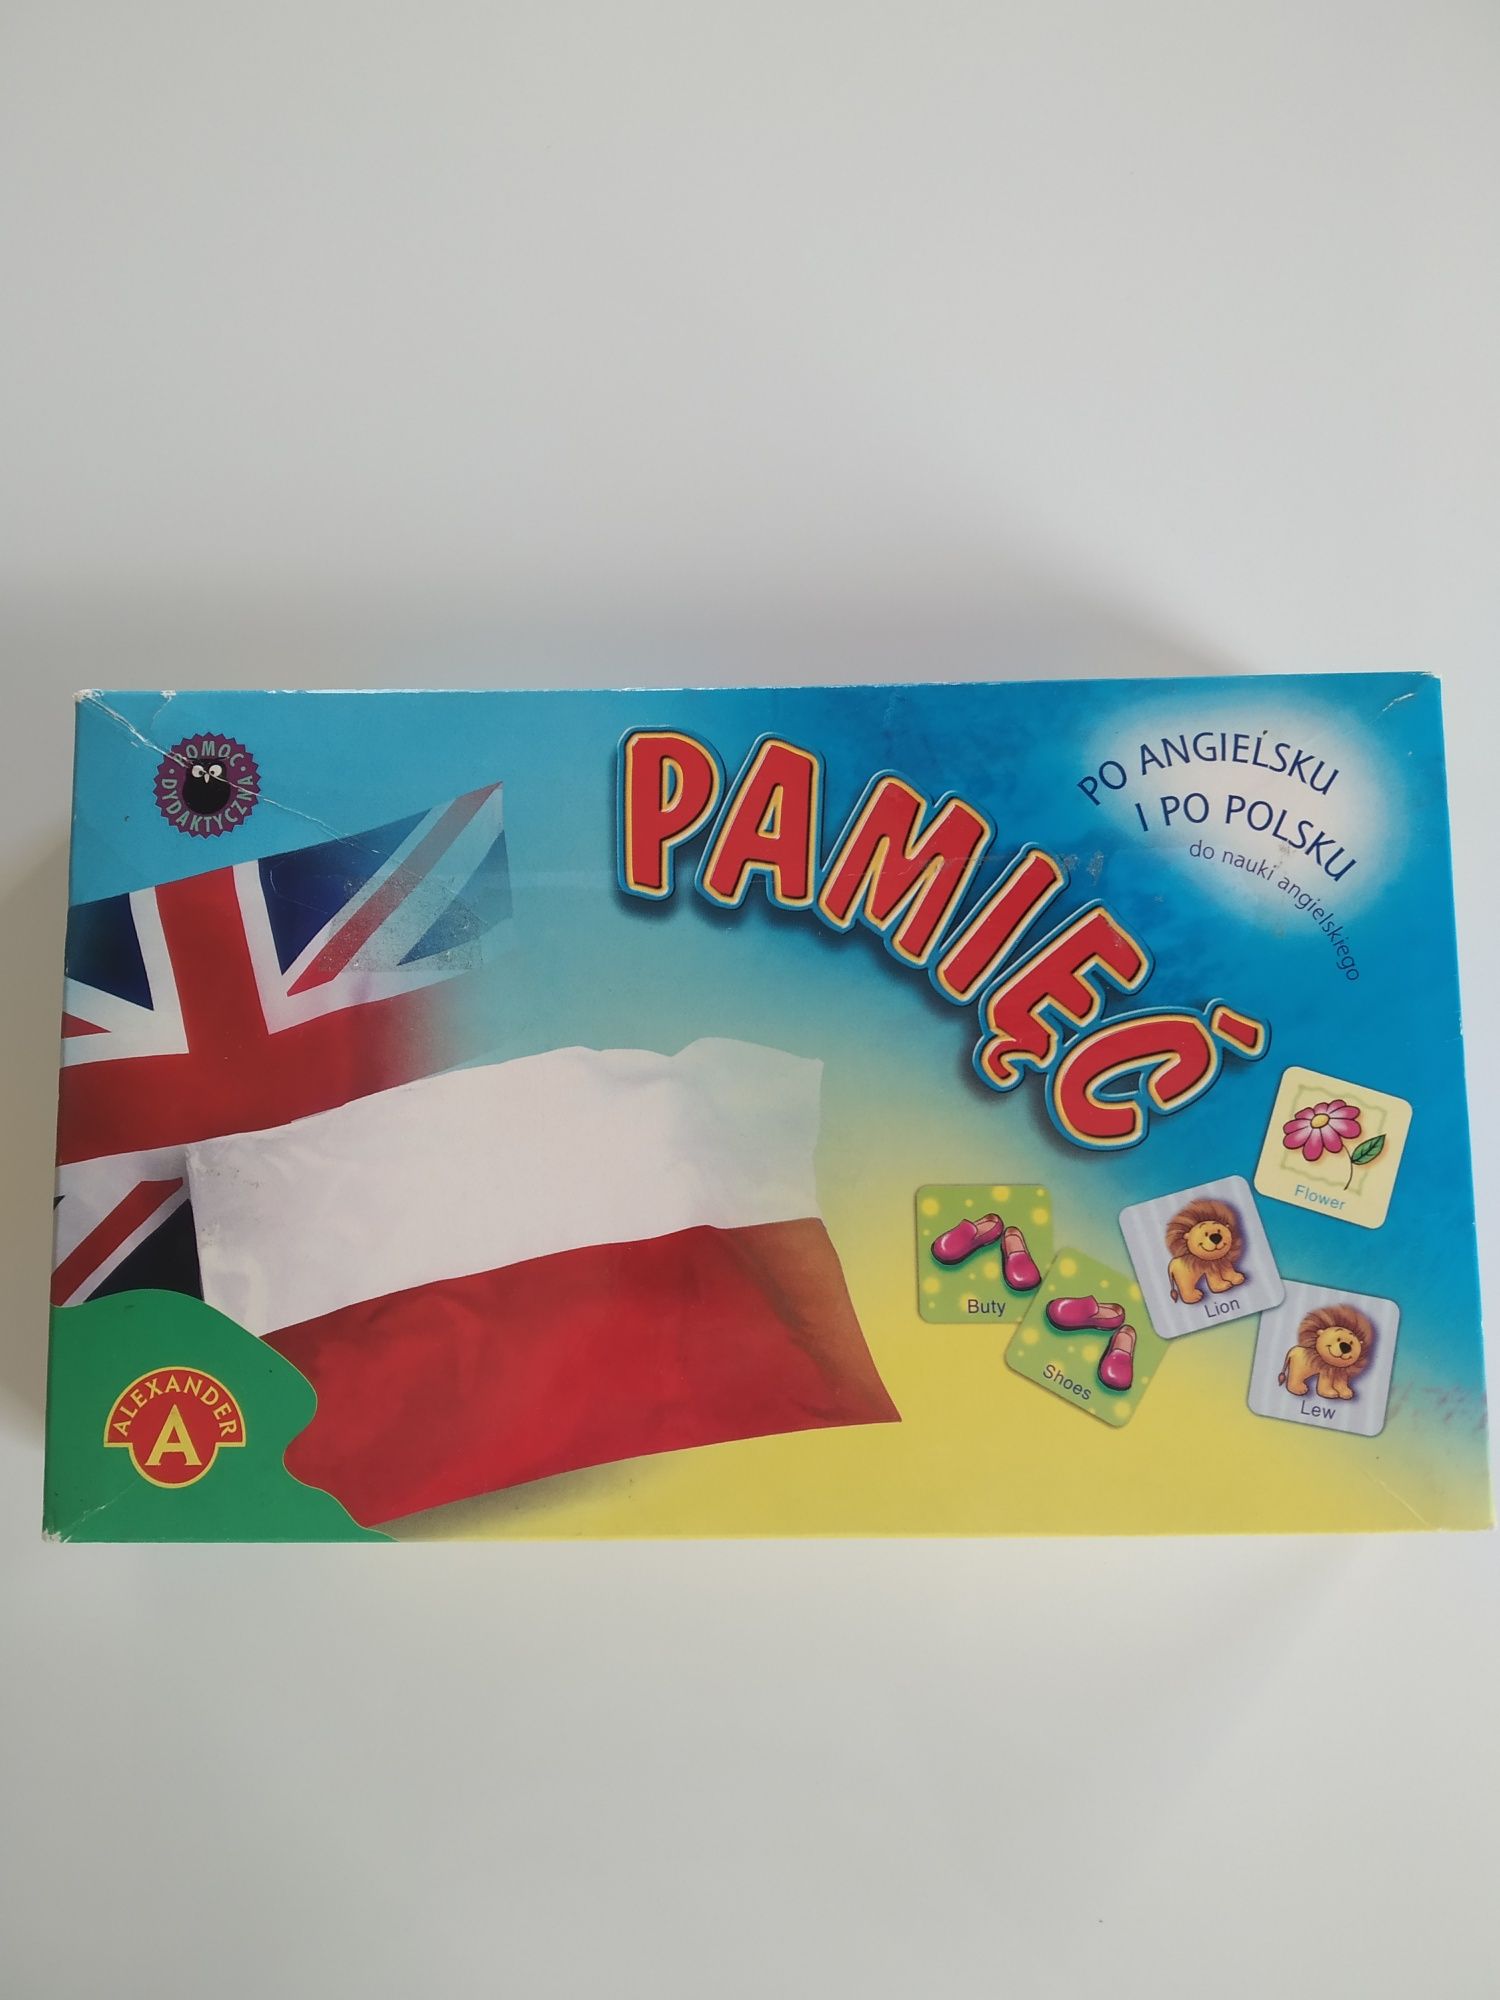 POMOC
DYDAKTYCZNA
PAMIĘĆ
PO ANGIELSKU
I PO POLSKU
do nauki angielskiego
Flower
Buty
Shoes
Lion
Lew
ALEXANDER
A